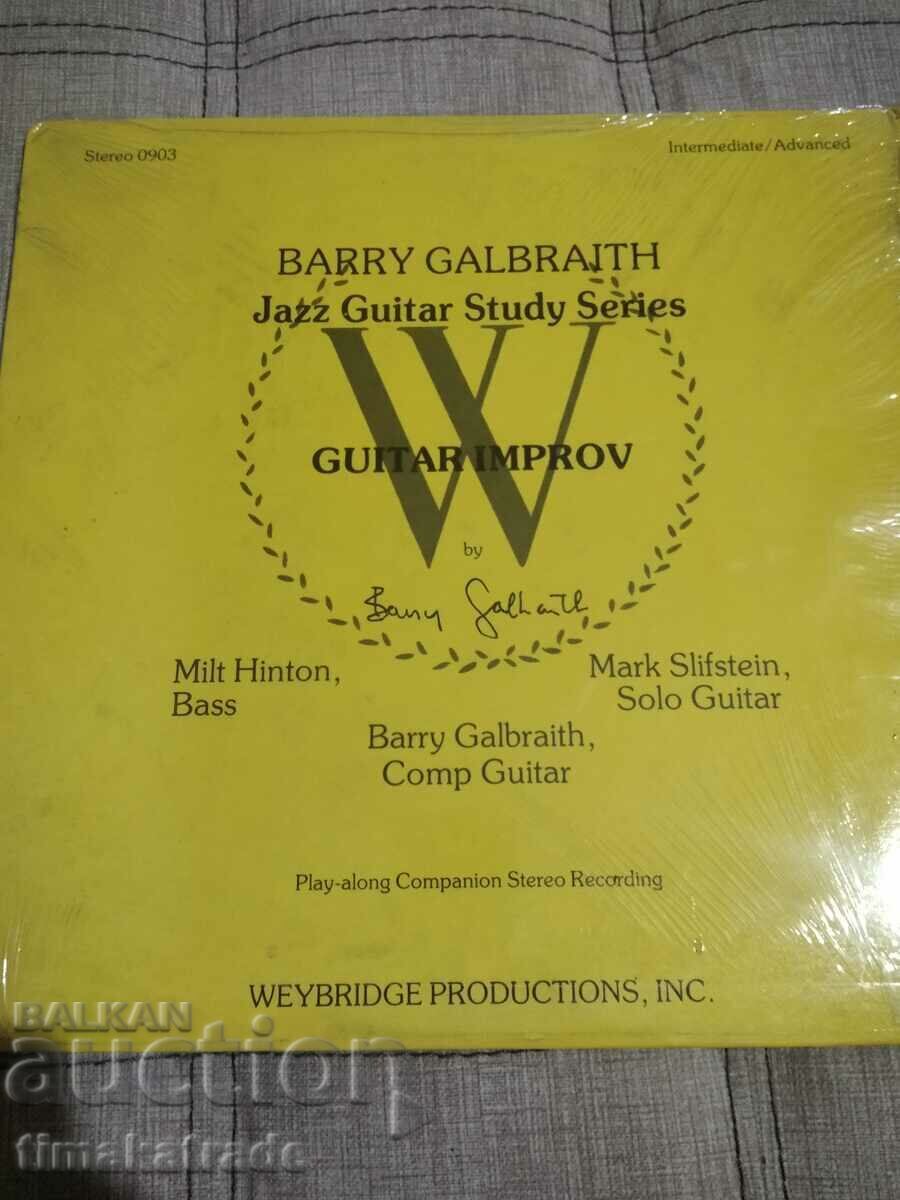 Stereo 0903
Intermediate/Advanced
BARRY GALBRAITH
Jazz Guitar Study Series
W
GUITAR IMPROV
by
Barry Galbraith
Milt Hinton,
Bass
Mark Slifstein,
Solo Guitar
Barry Galbraith,
Comp Guitar
Play-along Companion Stereo Recording
WEYBRIDGE PRODUCTIONS, INC.
BALKAN
auction
timakatrade